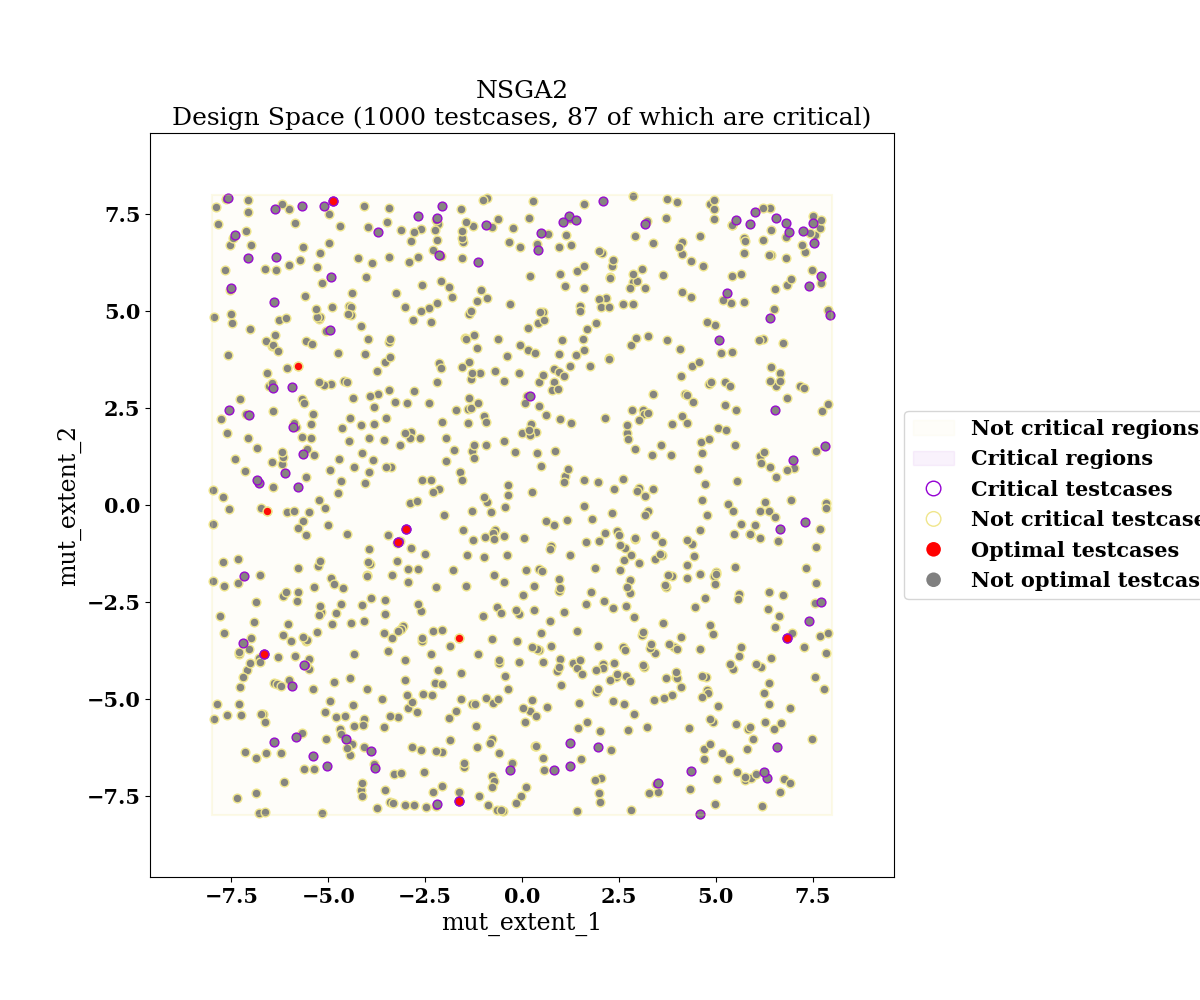 NSGA2
Design Space (1000 testcases, 87 of which are critical)
7.5
5.0
2.5
0.0
−2.5
−5.0
−7.5
mut_extent_2
−7.5 −5.0 −2.5 0.0 2.5 5.0 7.5
mut_extent_1
Not critical regions
Critical regions
Critical testcases
Not critical testcase
Optimal testcases
Not optimal testcas